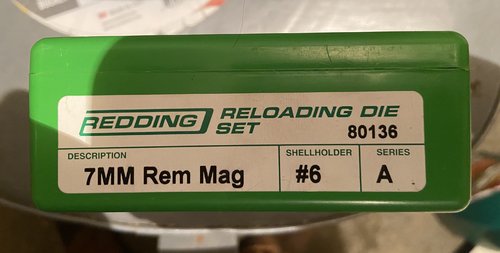 REDDING RELOADING DIE
SET 80136
DESCRIPTION SHELLHOLDER SERIES
7MM Rem Mag #6 A